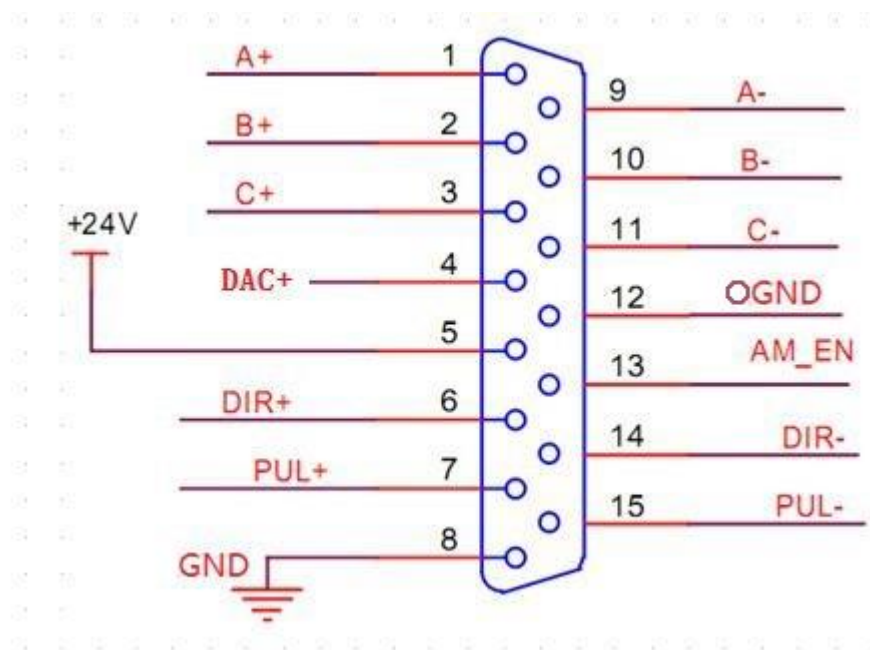 A+ 1
9 A-
B+ 2
10 B-
C+ 3
+24V
11 C-
DAC+ 4
12 OGND
5
13 AM_EN
DIR+ 6
14 DIR-
PUL+ 7
15 PUL-
8
GND